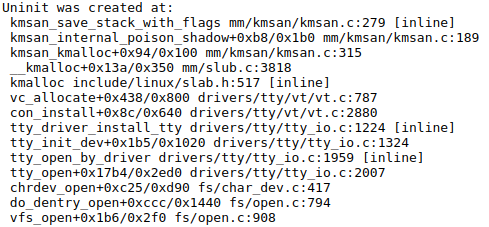 Uninit was created at:
kmsan_save_stack_with_flags mm/kmsan/kmsan.c:279 [inline]
kmsan_internal_poison_shadow+0xb8/0x1b0 mm/kmsan/kmsan.c:189
kmsan_kmalloc+0x94/0x100 mm/kmsan/kmsan.c:315
__kmalloc+0x13a/0x350 mm/slub.c:3818
kmalloc include/linux/slab.h:517 [inline]
vc_allocate+0x438/0x800 drivers/tty/vt/vt.c:787
con_install+0x8c/0x640 drivers/tty/vt/vt.c:2880
tty_driver_install_tty drivers/tty/tty_io.c:1224 [inline]
tty_init_dev+0x1b5/0x1020 drivers/tty/tty_io.c:1324
tty_open_by_driver drivers/tty/tty_io.c:1959 [inline]
tty_open+0x17b4/0x2ed0 drivers/tty/tty_io.c:2007
chrdev_open+0xc25/0xd90 fs/char_dev.c:417
do_dentry_open+0xccc/0x1440 fs/open.c:794
vfs_open+0x1b6/0x2f0 fs/open.c:908